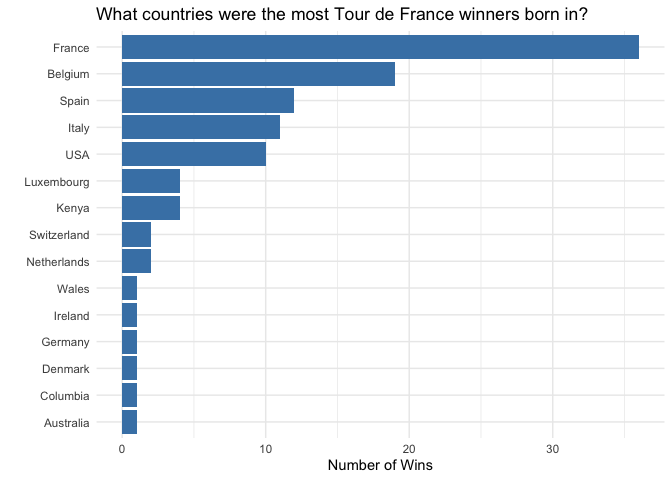 What countries were the most Tour de France winners born in?
France
Belgium
Spain
Italy
USA
Luxembourg
Kenya
Switzerland
Netherlands
Wales
Ireland
Germany
Denmark
Columbia
Australia
0 10 20 30
Number of Wins